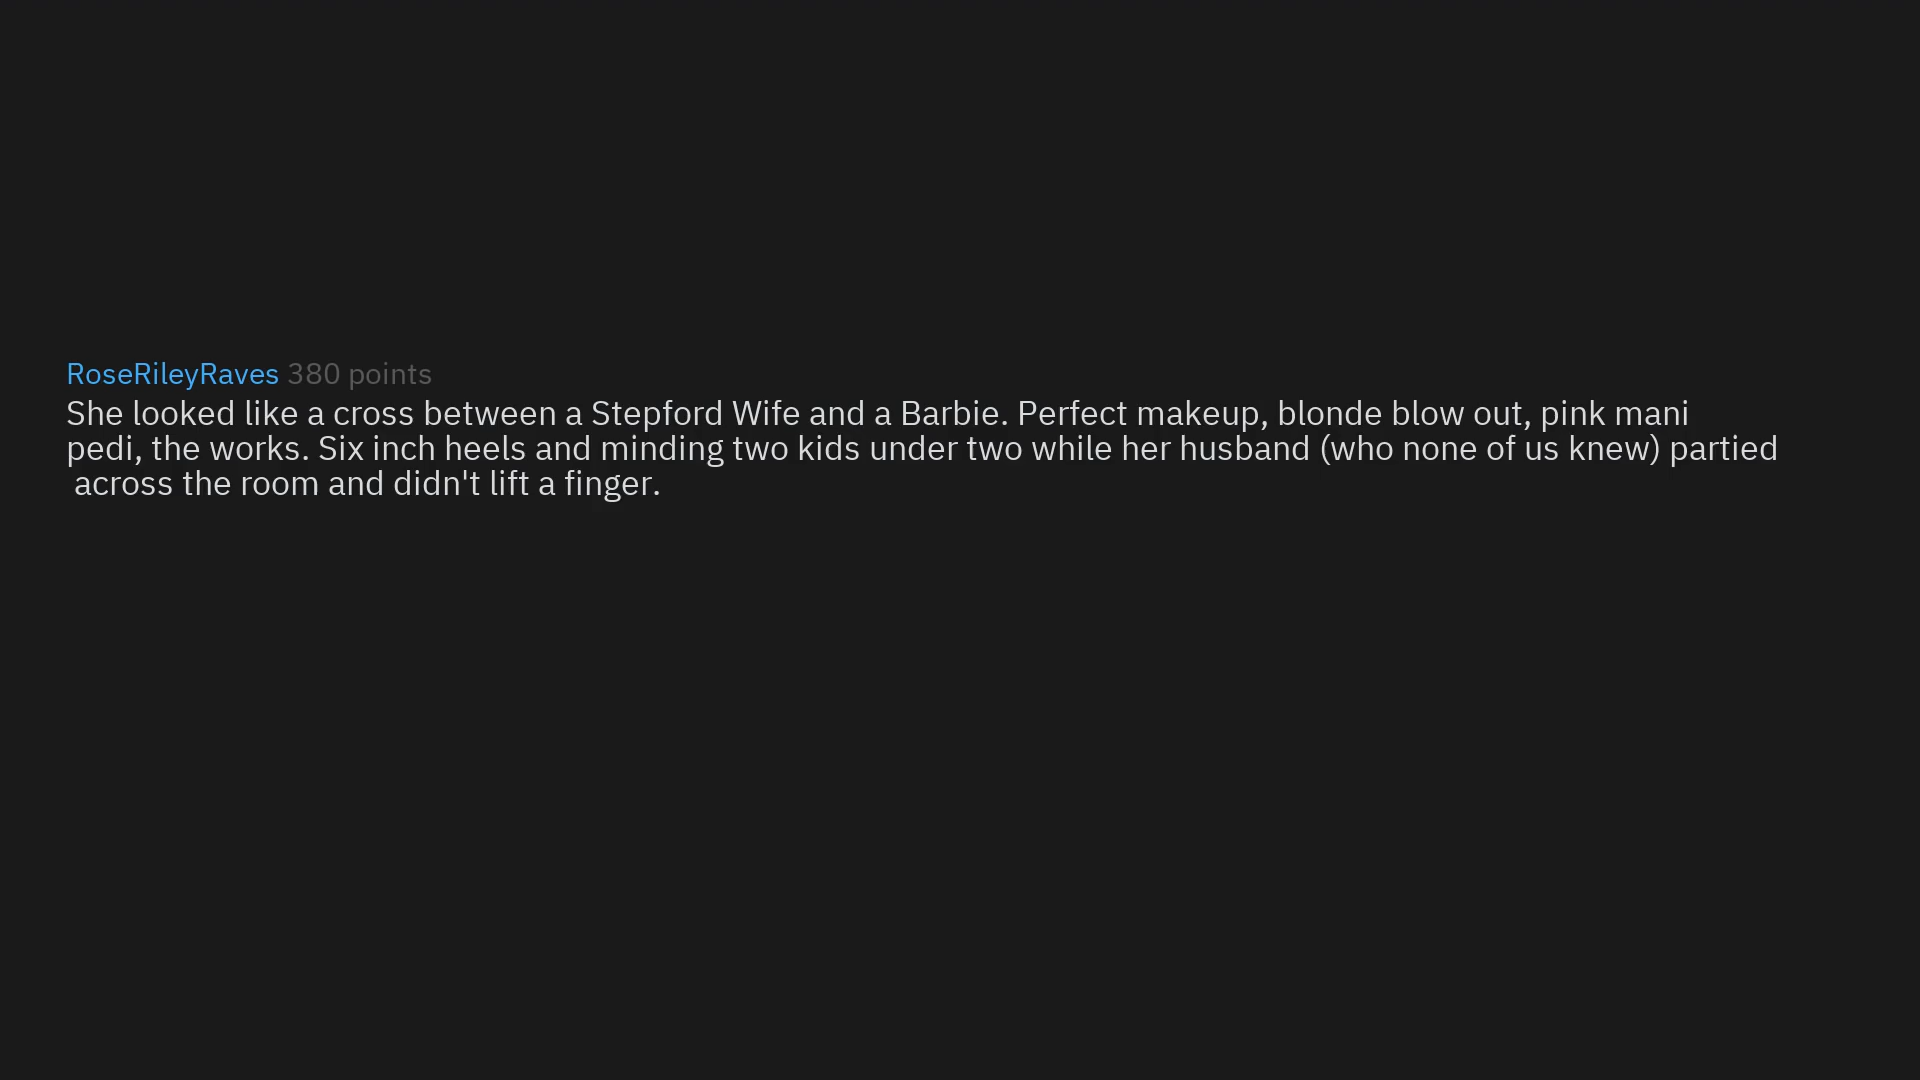 RoseRileyRaves 380 points
She looked like a cross between a Stepford Wife and a Barbie. Perfect makeup, blonde blow out, pink mani
pedi, the works. Six inch heels and minding two kids under two while her husband (who none of us knew) partied
across the room and didn't lift a finger.